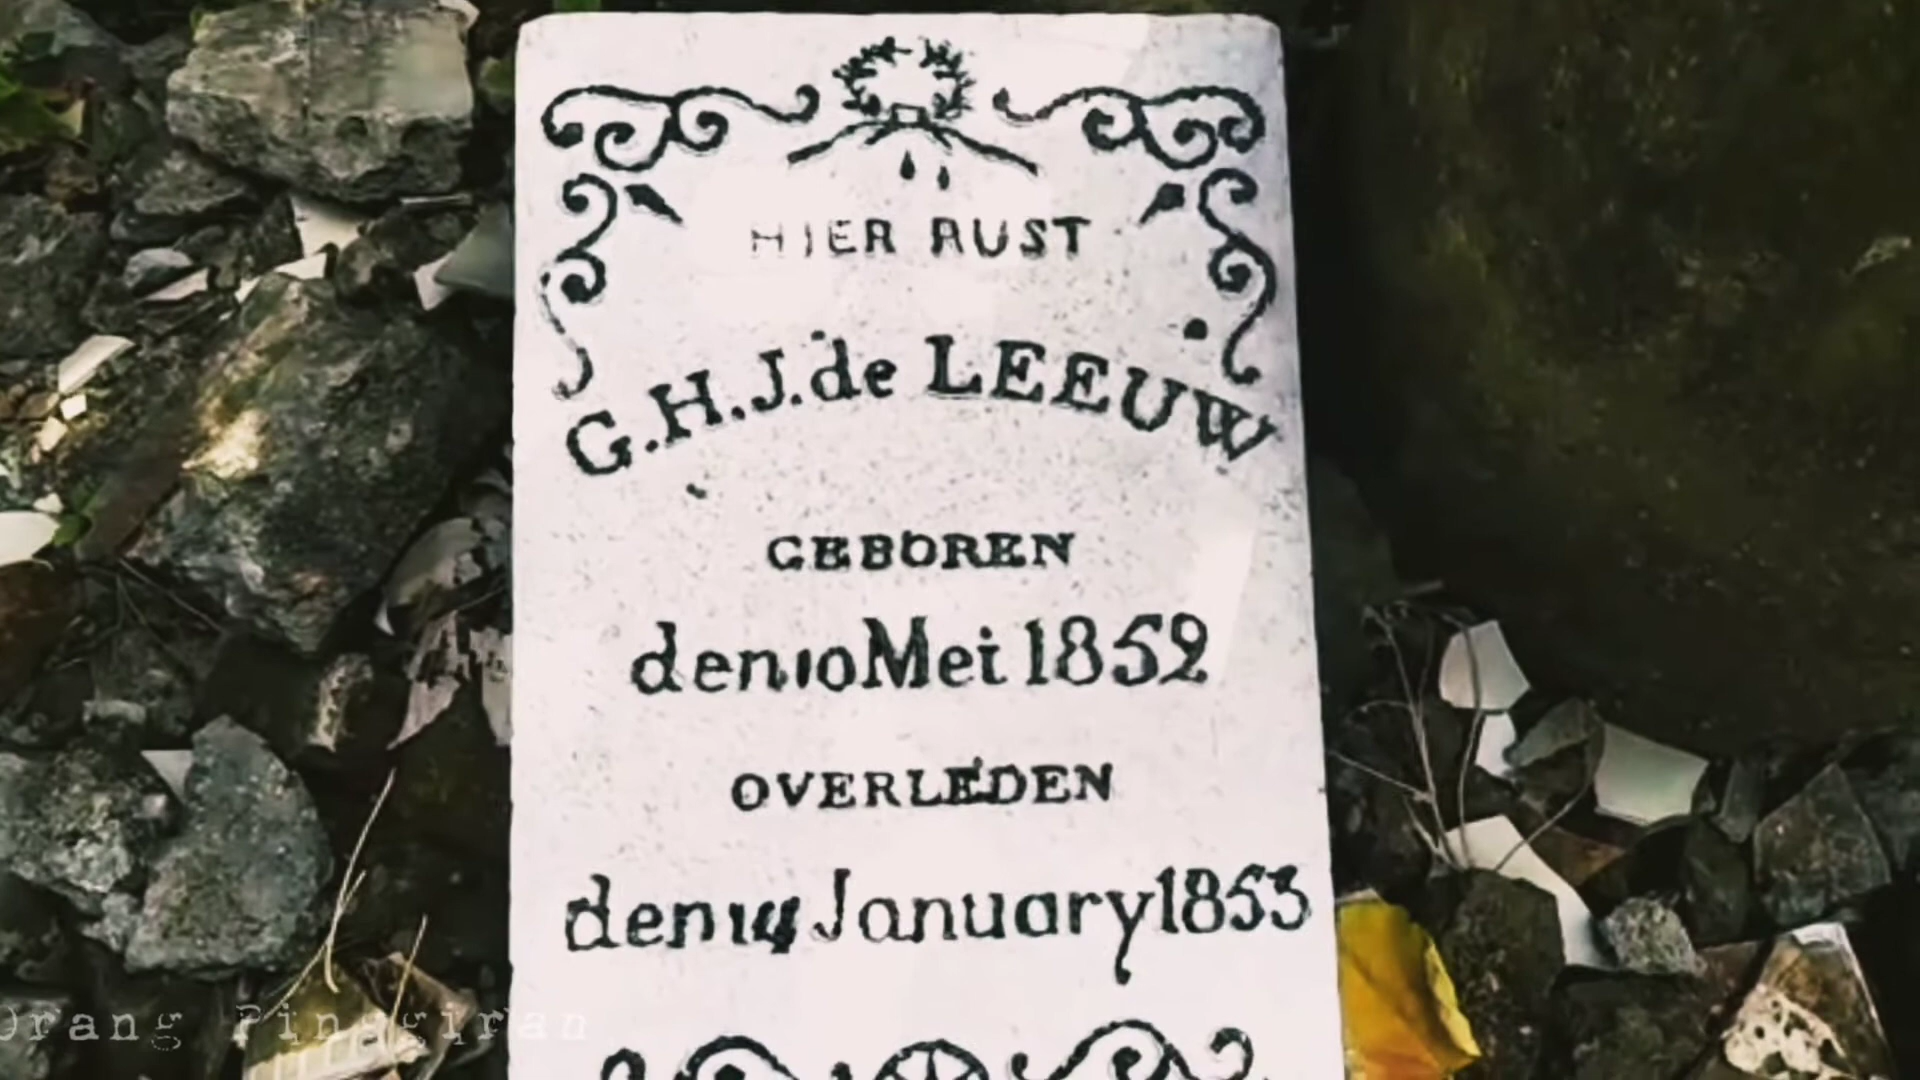 HIER RUST
G.H.J. de LEEUW
GEBOREN
den 10 Mei 1852
OVERLEDEN
den 14 January 1853
Orang Pinggiran